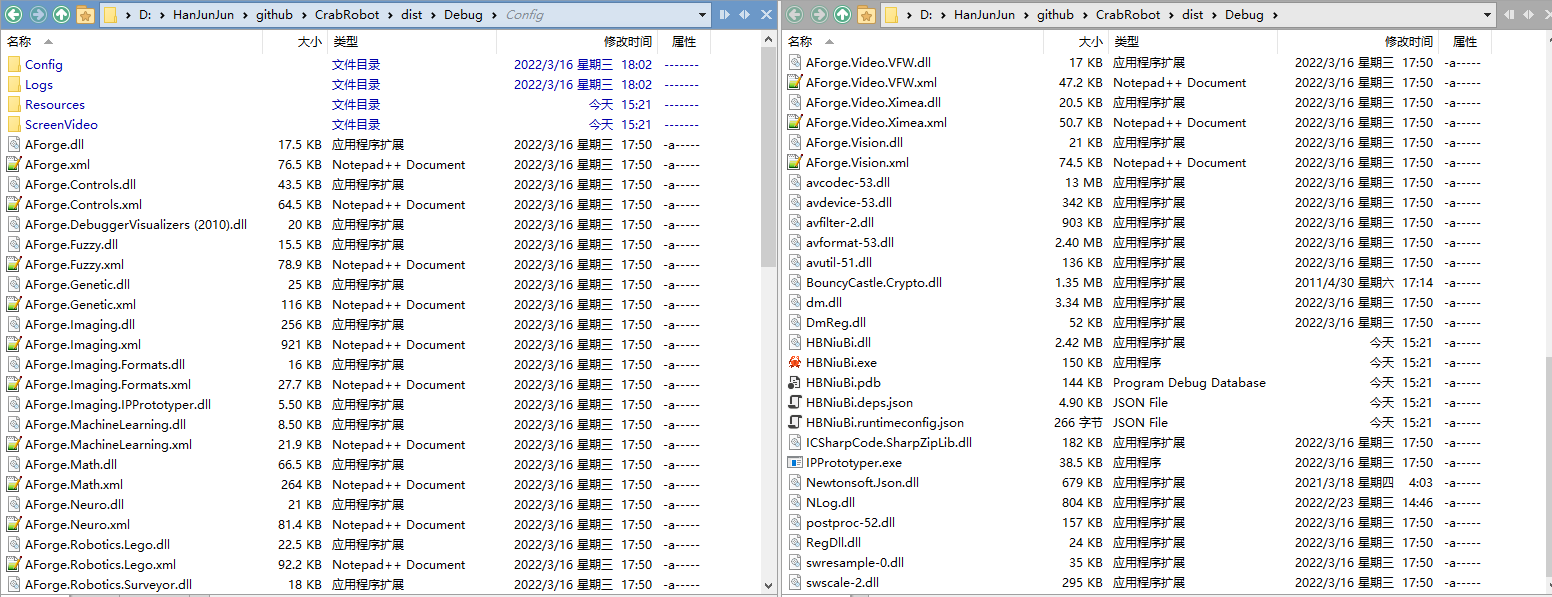 D: HanJunJun github CrabRobot dist Debug Config
名称 大小 类型 修改时间 属性
Config 文件目录 2022/3/16 星期三 18:02 -------
Logs 文件目录 2022/3/16 星期三 18:02 -------
Resources 文件目录 今天 15:21 -------
ScreenVideo 文件目录 今天 15:21 -------
AForge.dll 17.5 KB 应用程序扩展 2022/3/16 星期三 17:50 -a-----
AForge.xml 76.5 KB Notepad++ Document 2022/3/16 星期三 17:50 -a-----
AForge.Controls.dll 43.5 KB 应用程序扩展 2022/3/16 星期三 17:50 -a-----
AForge.Controls.xml 64.5 KB Notepad++ Document 2022/3/16 星期三 17:50 -a-----
AForge.DebuggerVisualizers (2010).dll 20 KB 应用程序扩展 2022/3/16 星期三 17:50 -a-----
AForge.Fuzzy.dll 15.5 KB 应用程序扩展 2022/3/16 星期三 17:50 -a-----
AForge.Fuzzy.xml 78.9 KB Notepad++ Document 2022/3/16 星期三 17:50 -a-----
AForge.Genetic.dll 25 KB 应用程序扩展 2022/3/16 星期三 17:50 -a-----
AForge.Genetic.xml 116 KB Notepad++ Document 2022/3/16 星期三 17:50 -a-----
AForge.Imaging.dll 256 KB 应用程序扩展 2022/3/16 星期三 17:50 -a-----
AForge.Imaging.xml 921 KB Notepad++ Document 2022/3/16 星期三 17:50 -a-----
AForge.Imaging.Formats.dll 16 KB 应用程序扩展 2022/3/16 星期三 17:50 -a-----
AForge.Imaging.Formats.xml 27.7 KB Notepad++ Document 2022/3/16 星期三 17:50 -a-----
AForge.Imaging.IPPrototyper.dll 5.50 KB 应用程序扩展 2022/3/16 星期三 17:50 -a-----
AForge.MachineLearning.dll 8.50 KB 应用程序扩展 2022/3/16 星期三 17:50 -a-----
AForge.MachineLearning.xml 21.9 KB Notepad++ Document 2022/3/16 星期三 17:50 -a-----
AForge.Math.dll 66.5 KB 应用程序扩展 2022/3/16 星期三 17:50 -a-----
AForge.Math.xml 264 KB Notepad++ Document 2022/3/16 星期三 17:50 -a-----
AForge.Neuro.dll 21 KB 应用程序扩展 2022/3/16 星期三 17:50 -a-----
AForge.Neuro.xml 81.4 KB Notepad++ Document 2022/3/16 星期三 17:50 -a-----
AForge.Robotics.Lego.dll 22.5 KB 应用程序扩展 2022/3/16 星期三 17:50 -a-----
AForge.Robotics.Lego.xml 92.2 KB Notepad++ Document 2022/3/16 星期三 17:50 -a-----
AForge.Robotics.Surveyor.dll 18 KB 应用程序扩展 2022/3/16 星期三 17:50 -a-----
D: HanJunJun github CrabRobot dist Debug
名称 大小 类型 修改时间 属性
AForge.Video.VFW.dll 17 KB 应用程序扩展 2022/3/16 星期三 17:50 -a-----
AForge.Video.VFW.xml 47.2 KB Notepad++ Document 2022/3/16 星期三 17:50 -a-----
AForge.Video.Ximea.dll 20.5 KB 应用程序扩展 2022/3/16 星期三 17:50 -a-----
AForge.Video.Ximea.xml 50.7 KB Notepad++ Document 2022/3/16 星期三 17:50 -a-----
AForge.Vision.dll 21 KB 应用程序扩展 2022/3/16 星期三 17:50 -a-----
AForge.Vision.xml 74.5 KB Notepad++ Document 2022/3/16 星期三 17:50 -a-----
avcodec-53.dll 13 MB 应用程序扩展 2022/3/16 星期三 17:50 -a-----
avdevice-53.dll 342 KB 应用程序扩展 2022/3/16 星期三 17:50 -a-----
avfilter-2.dll 903 KB 应用程序扩展 2022/3/16 星期三 17:50 -a-----
avformat-53.dll 2.40 MB 应用程序扩展 2022/3/16 星期三 17:50 -a-----
avutil-51.dll 136 KB 应用程序扩展 2022/3/16 星期三 17:50 -a-----
BouncyCastle.Crypto.dll 1.35 MB 应用程序扩展 2011/4/30 星期六 17:14 -a-----
dm.dll 3.34 MB 应用程序扩展 2022/3/16 星期三 17:50 -a-----
DmReg.dll 52 KB 应用程序扩展 2022/3/16 星期三 17:50 -a-----
HBNiuBi.dll 2.42 MB 应用程序扩展 今天 15:21 -a-----
HBNiuBi.exe 150 KB 应用程序 今天 15:21 -a-----
HBNiuBi.pdb 144 KB Program Debug Database 今天 15:21 -a-----
HBNiuBi.deps.json 4.90 KB JSON File 今天 15:21 -a-----
HBNiuBi.runtimeconfig.json 266 字节 JSON File 今天 15:21 -a-----
ICSharpCode.SharpZipLib.dll 182 KB 应用程序扩展 2022/3/16 星期三 17:50 -a-----
IPPrototyper.exe 38.5 KB 应用程序 2022/3/16 星期三 17:50 -a-----
Newtonsoft.Json.dll 679 KB 应用程序扩展 2021/3/18 星期四 4:03 -a-----
NLog.dll 804 KB 应用程序扩展 2022/2/23 星期三 14:46 -a-----
postproc-52.dll 157 KB 应用程序扩展 2022/3/16 星期三 17:50 -a-----
RegDll.dll 24 KB 应用程序扩展 2022/3/16 星期三 17:50 -a-----
swresample-0.dll 35 KB 应用程序扩展 2022/3/16 星期三 17:50 -a-----
swscale-2.dll 295 KB 应用程序扩展 2022/3/16 星期三 17:50 -a-----